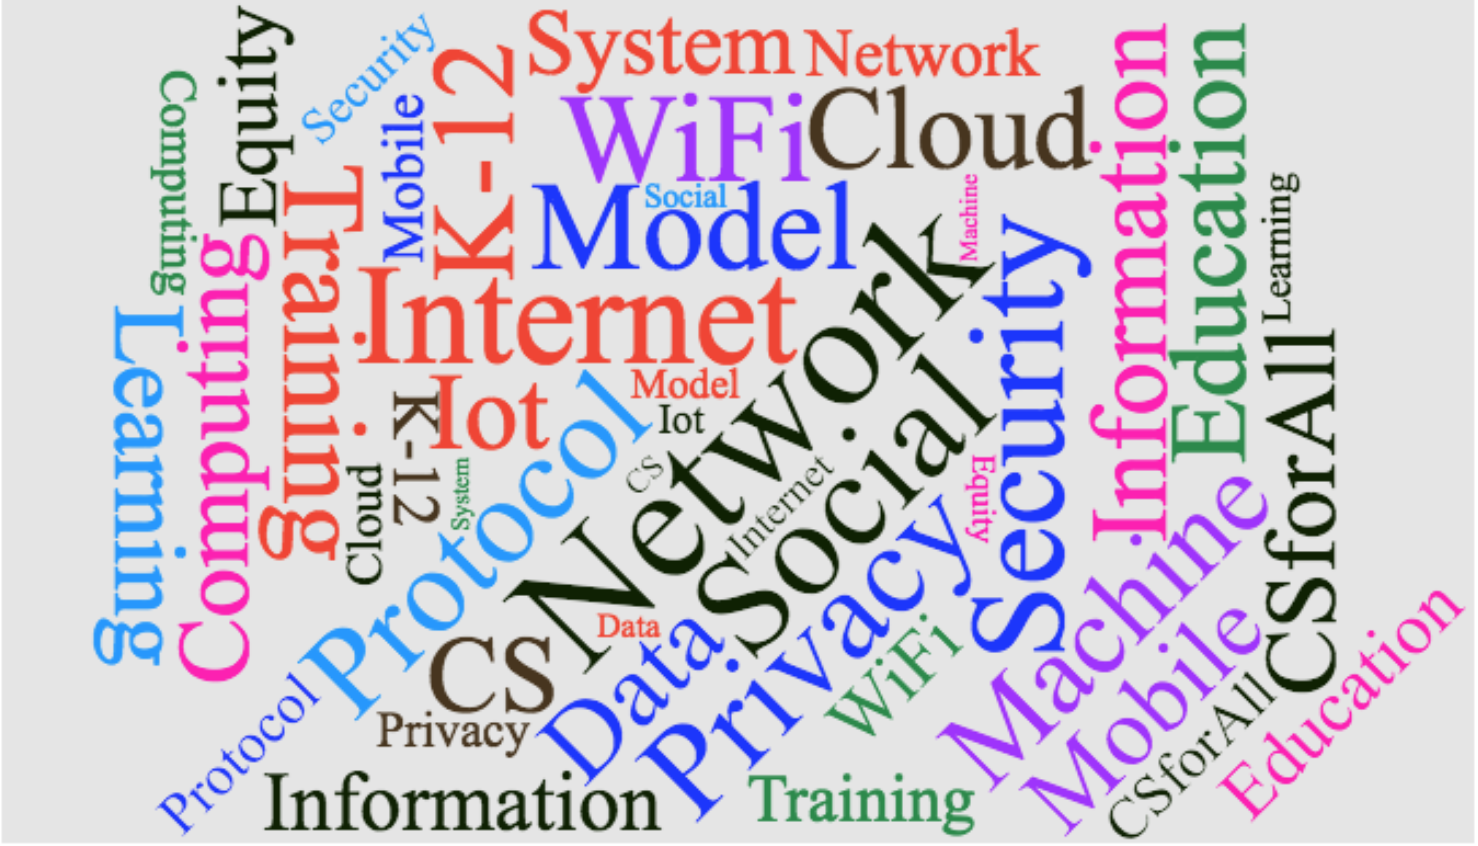 System
Network
Equity
Security
K-12
Computing
Mobile
WiFi
Cloud
Information
Education
Training
Model
Social
Machine
Learning
Computing
Internet
Network
Security
Learning
K-12
Iot
Model
Iot
Protocol
Social
CSforAll
Cloud
System
CS
Internet
Equity
Privacy
Machine
CS
Data
Data
WiFi
Mobile
Protocol
Privacy
CSforAll
Education
Information
Training